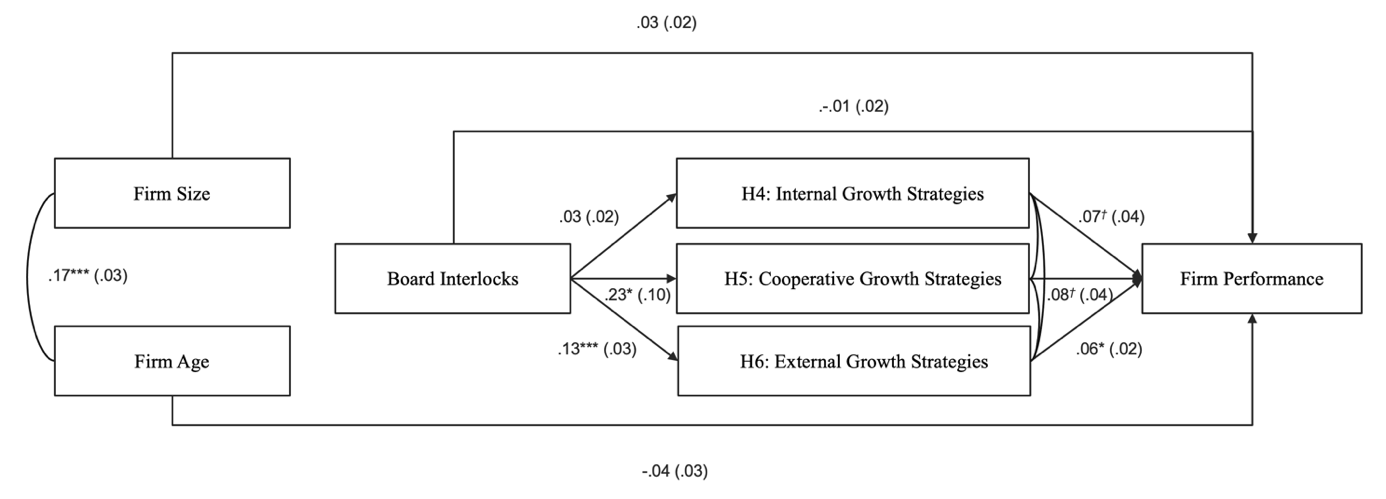 .03 (.02)
.-.01 (.02)
Firm Size
H4: Internal Growth Strategies
.03 (.02)
.07† (.04)
.17*** (.03)
Board Interlocks
H5: Cooperative Growth Strategies
Firm Performance
.23* (.10)
.08† (.04)
.13*** (.03)
.06* (.02)
Firm Age
H6: External Growth Strategies
-.04 (.03)